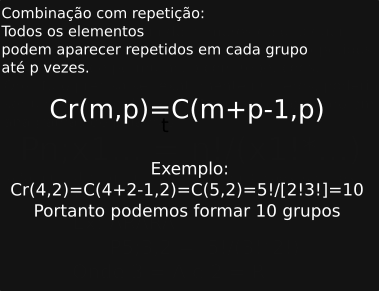 Combinação com repetição:
Todos os elementos
podem aparecer repetidos em cada grupo
até p vezes.
Cr(m,p)=C(m+p-1,p)
t
Exemplo:
Cr(4,2)=C(4+2-1,2)=C(5,2)=5!/[2!3!]=10
Portanto podemos formar 10 grupos